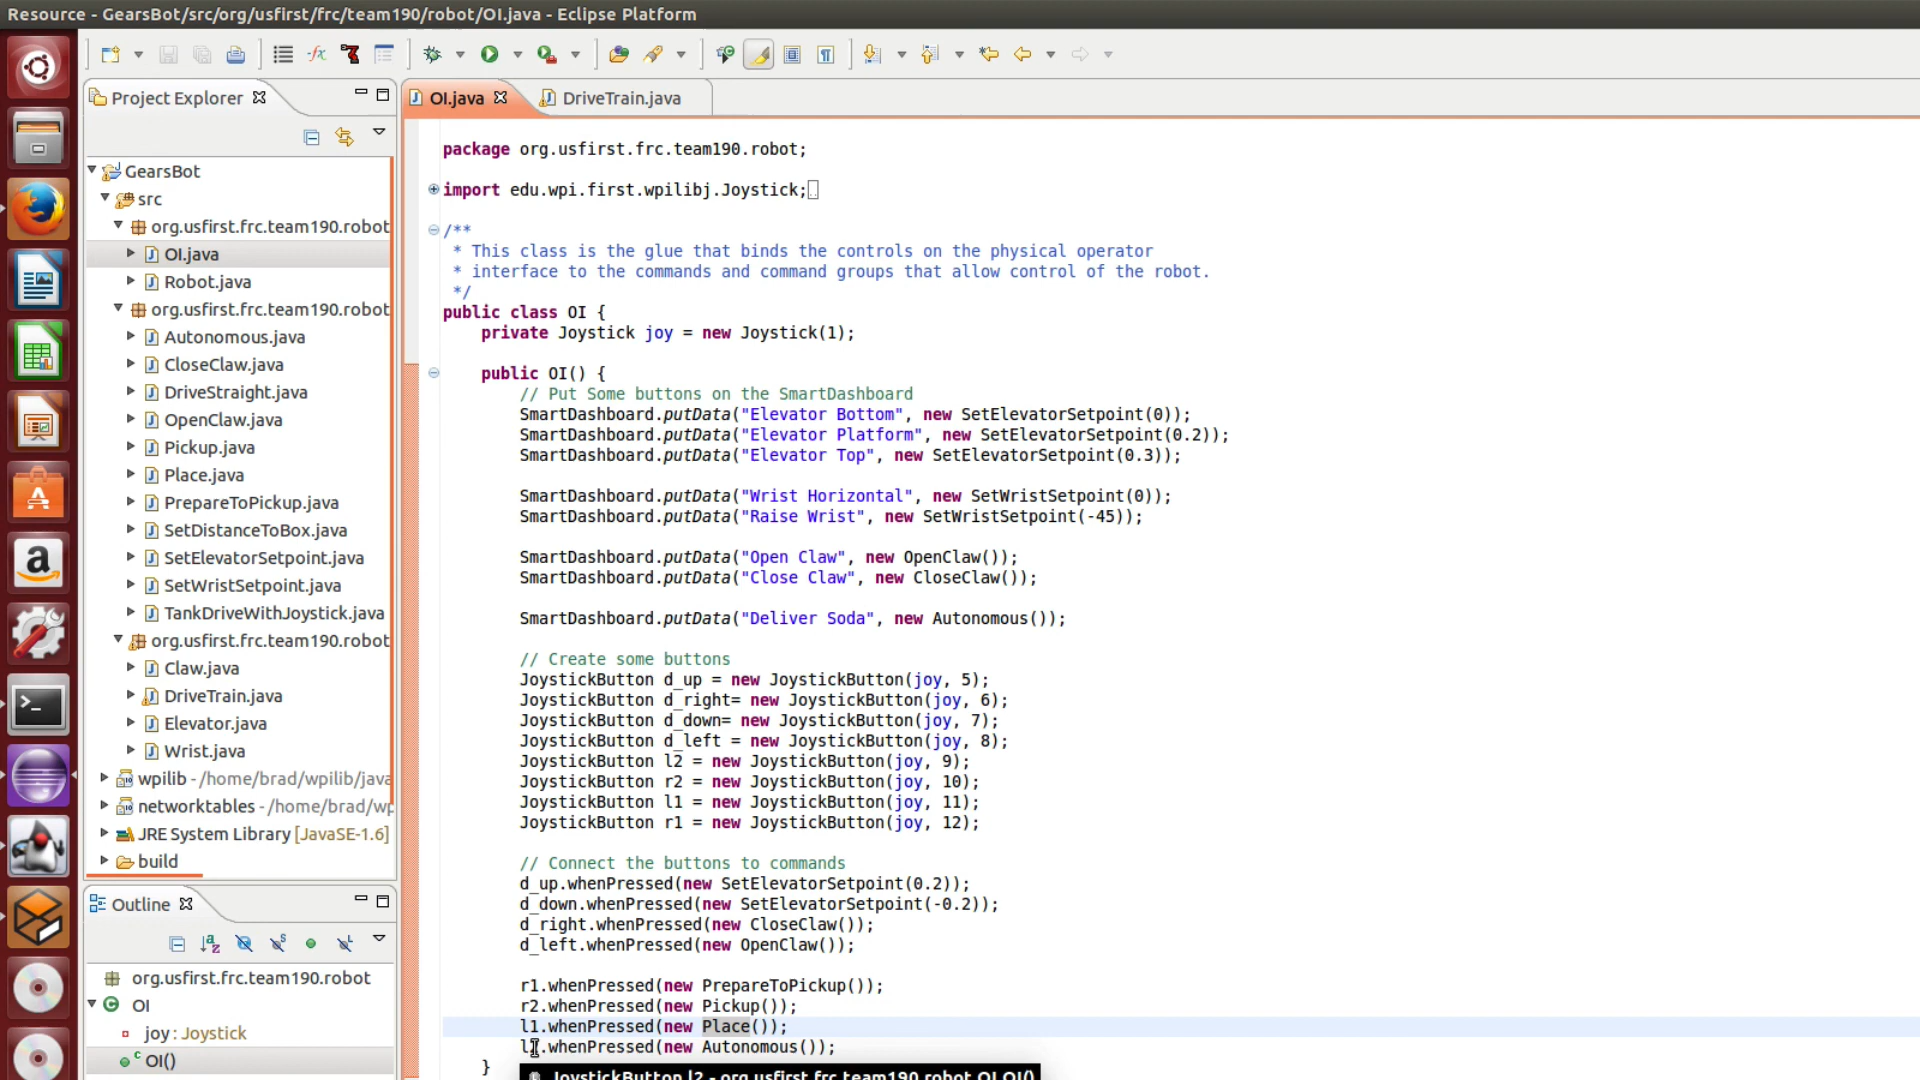 Resource - GearsBot/src/org/usfirst/frc/team190/robot/OI.java - Eclipse Platform
Project Explorer
GearsBot
src
org.usfirst.frc.team190.robot
OI.java
Robot.java
org.usfirst.frc.team190.robot
Autonomous.java
CloseClaw.java
DriveStraight.java
OpenClaw.java
Pickup.java
Place.java
PrepareToPickup.java
SetDistanceToBox.java
SetElevatorSetpoint.java
SetWristSetpoint.java
TankDriveWithJoystick.java
org.usfirst.frc.team190.robot
Claw.java
DriveTrain.java
Elevator.java
Wrist.java
wpilib - /home/brad/wpilib/java
networktables - /home/brad/wp
JRE System Library [JavaSE-1.6]
build
Outline
org.usfirst.frc.team190.robot
OI
joy : Joystick
OI()
OI.java
DriveTrain.java
package org.usfirst.frc.team190.robot;
import edu.wpi.first.wpilibj.Joystick;
/**
* This class is the glue that binds the controls on the physical operator
* interface to the commands and command groups that allow control of the robot.
*/
public class OI {
private Joystick joy = new Joystick(1);
public OI() {
// Put Some buttons on the SmartDashboard
SmartDashboard.putData("Elevator Bottom", new SetElevatorSetpoint(0));
SmartDashboard.putData("Elevator Platform", new SetElevatorSetpoint(0.2));
SmartDashboard.putData("Elevator Top", new SetElevatorSetpoint(0.3));
SmartDashboard.putData("Wrist Horizontal", new SetWristSetpoint(0));
SmartDashboard.putData("Raise Wrist", new SetWristSetpoint(-45));
SmartDashboard.putData("Open Claw", new OpenClaw());
SmartDashboard.putData("Close Claw", new CloseClaw());
SmartDashboard.putData("Deliver Soda", new Autonomous());
// Create some buttons
JoystickButton d_up = new JoystickButton(joy, 5);
JoystickButton d_right= new JoystickButton(joy, 6);
JoystickButton d_down= new JoystickButton(joy, 7);
JoystickButton d_left = new JoystickButton(joy, 8);
JoystickButton l2 = new JoystickButton(joy, 9);
JoystickButton r2 = new JoystickButton(joy, 10);
JoystickButton l1 = new JoystickButton(joy, 11);
JoystickButton r1 = new JoystickButton(joy, 12);
// Connect the buttons to commands
d_up.whenPressed(new SetElevatorSetpoint(0.2));
d_down.whenPressed(new SetElevatorSetpoint(-0.2));
d_right.whenPressed(new CloseClaw());
d_left.whenPressed(new OpenClaw());
r1.whenPressed(new PrepareToPickup());
r2.whenPressed(new Pickup());
l1.whenPressed(new Place());
l2.whenPressed(new Autonomous());
}
JoystickButton l2 - org.usfirst.frc.team190.robot.OI.OI()